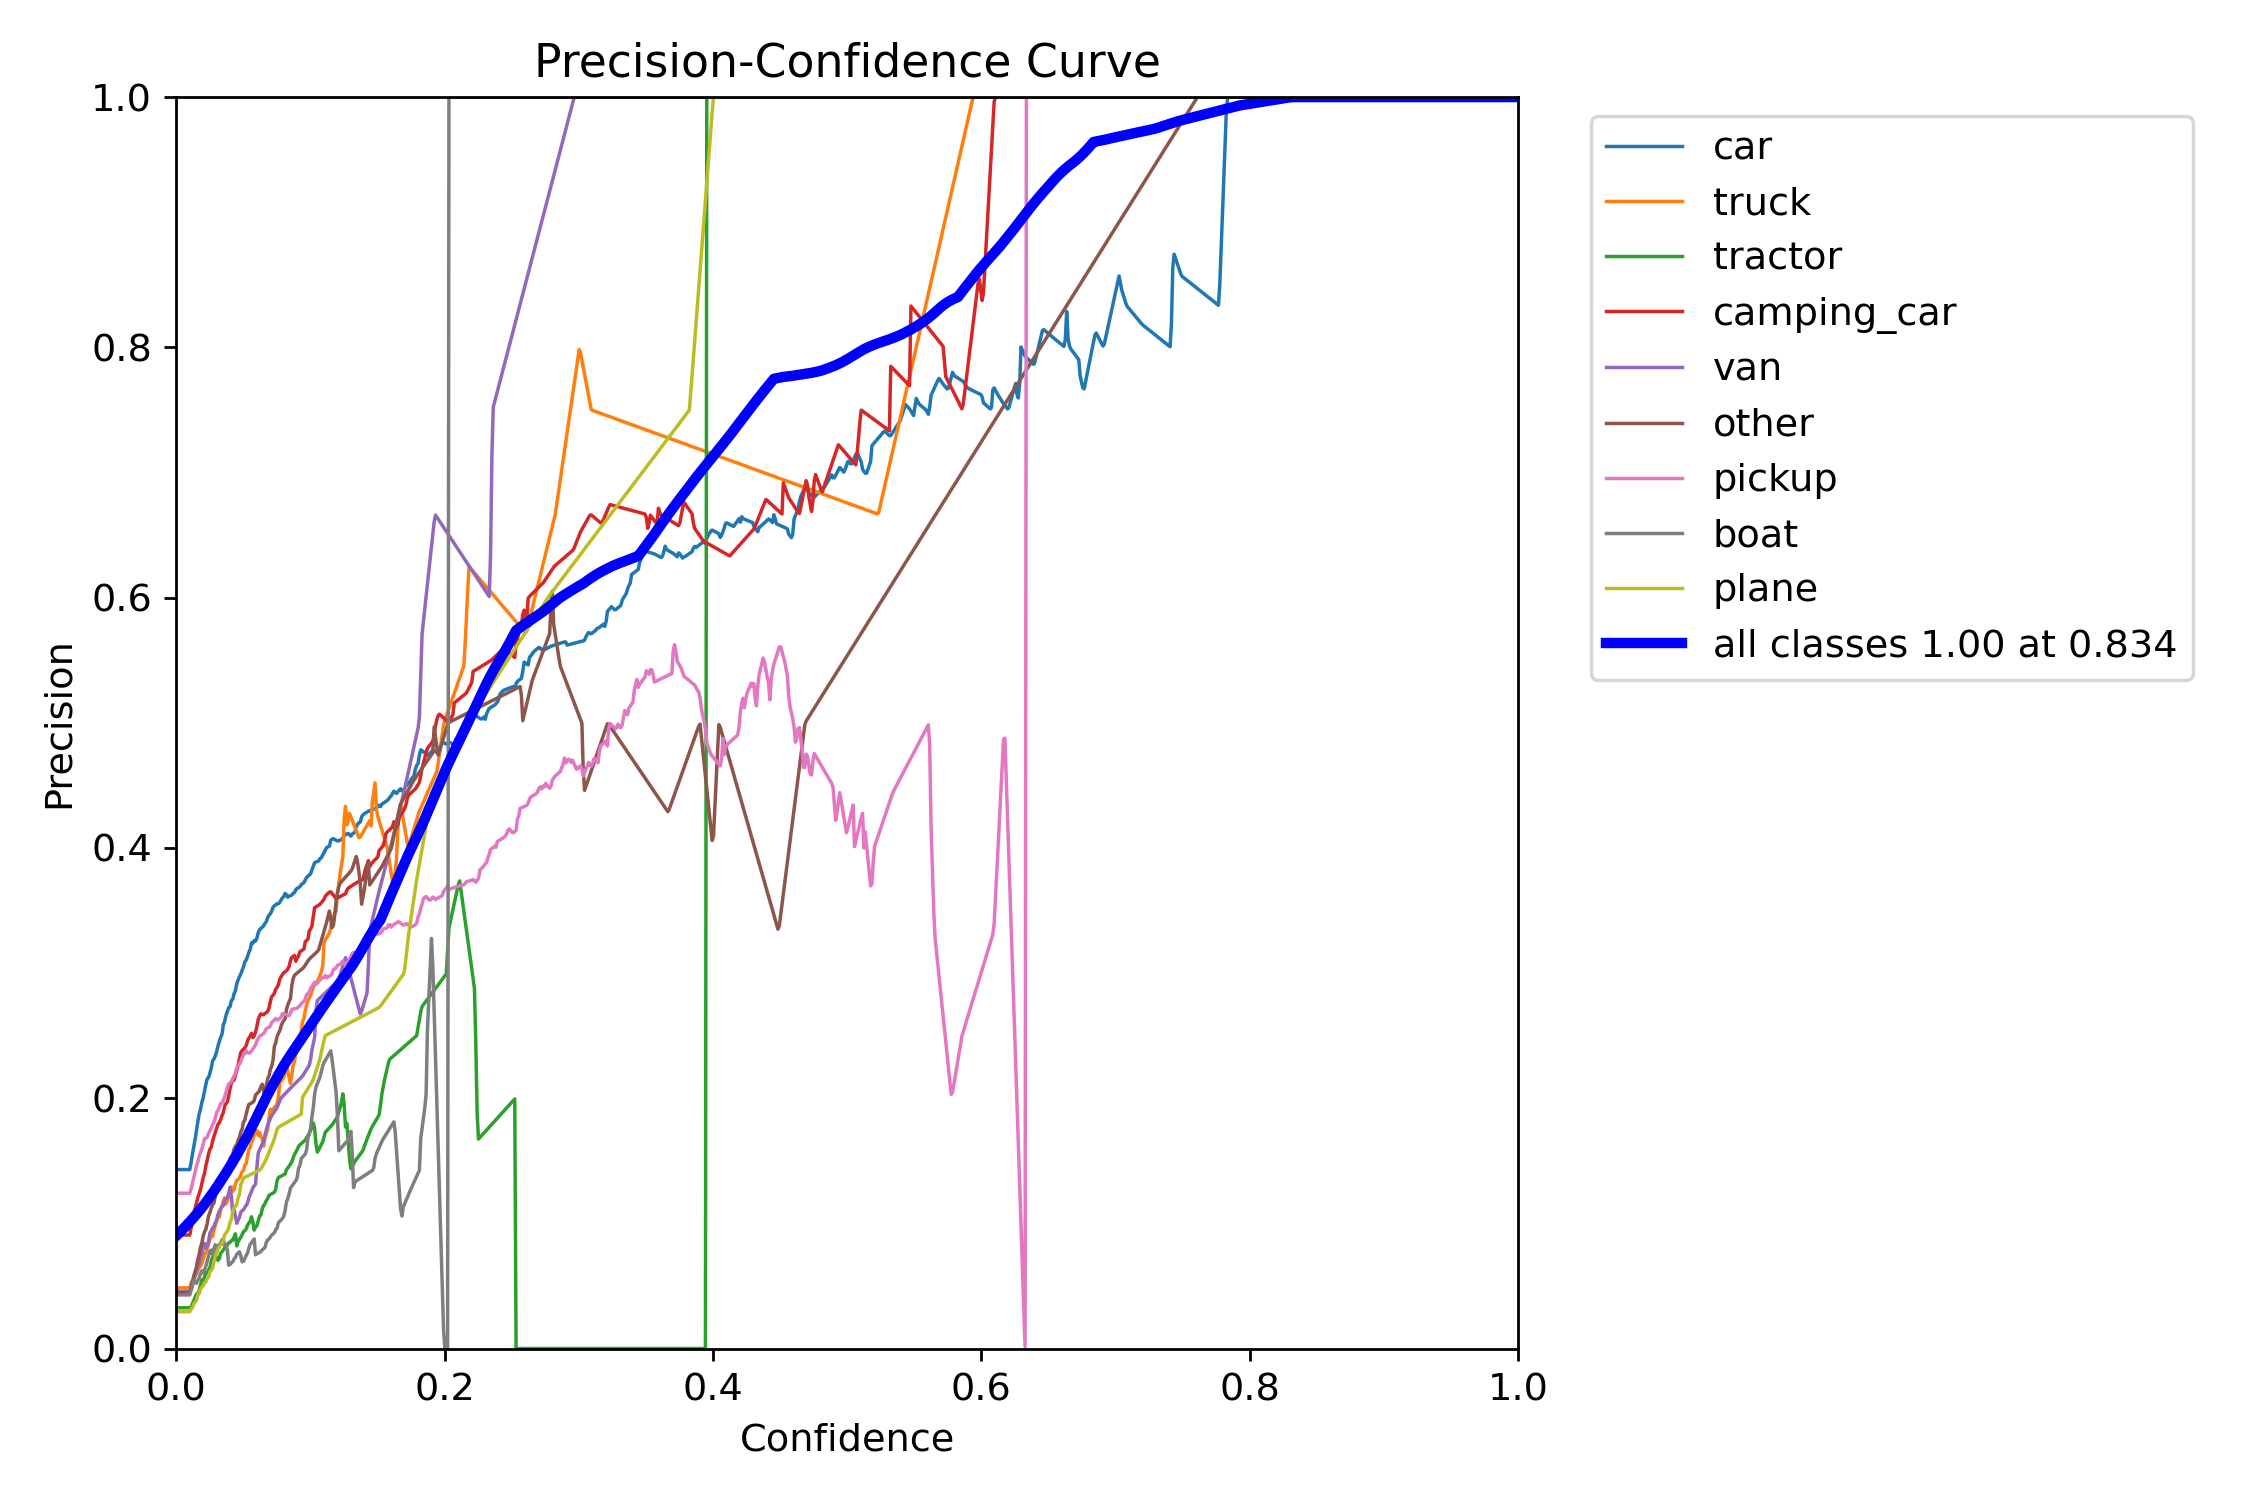 Precision-Confidence Curve
1.0
0.8
0.6
0.4
0.2
0.0
Precision
0.0 0.2 0.4 0.6 0.8 1.0
Confidence
car
truck
tractor
camping_car
van
other
pickup
boat
plane
all classes 1.00 at 0.834